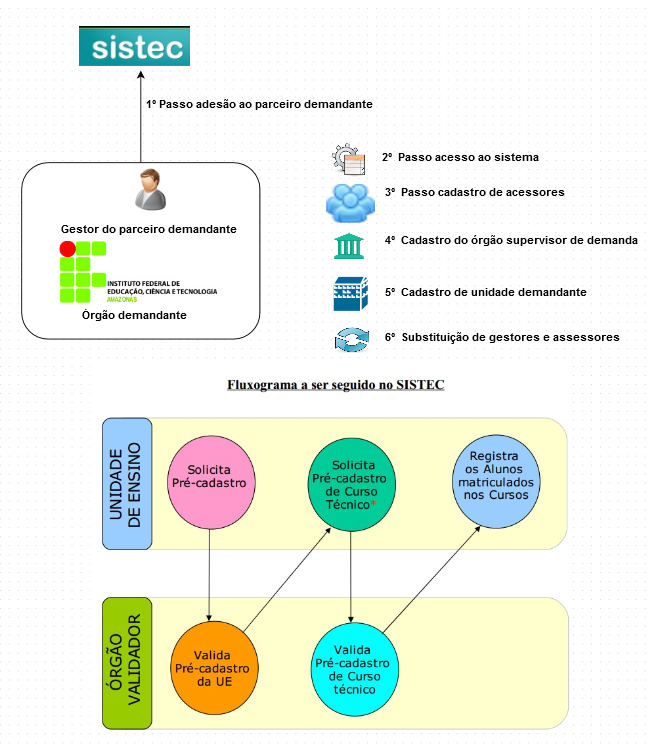 sistec
1º Passo adesão ao parceiro demandante
Gestor do parceiro demandante
INSTITUTO FEDERAL DE
EDUCAÇÃO, CIÊNCIA E TECNOLOGIA
AMAZONAS
Órgão demandante
2º Passo acesso ao sistema
3º Passo cadastro de acessores
4º Cadastro do órgão supervisor de demanda
5º Cadastro de unidade demandante
6º Substituição de gestores e assessores
Fluxograma a ser seguido no SISTEC
UNIDADE
DE ENSINO
Solicita
Pré-cadastro
Solicita
Pré-cadastro
de Curso
Técnico*
Registra
os Alunos
matriculados
nos Cursos
ÓRGÃO
VALIDADOR
Valida
Pré-cadastro
da UE
Valida
Pré-cadastro
de Curso
técnico